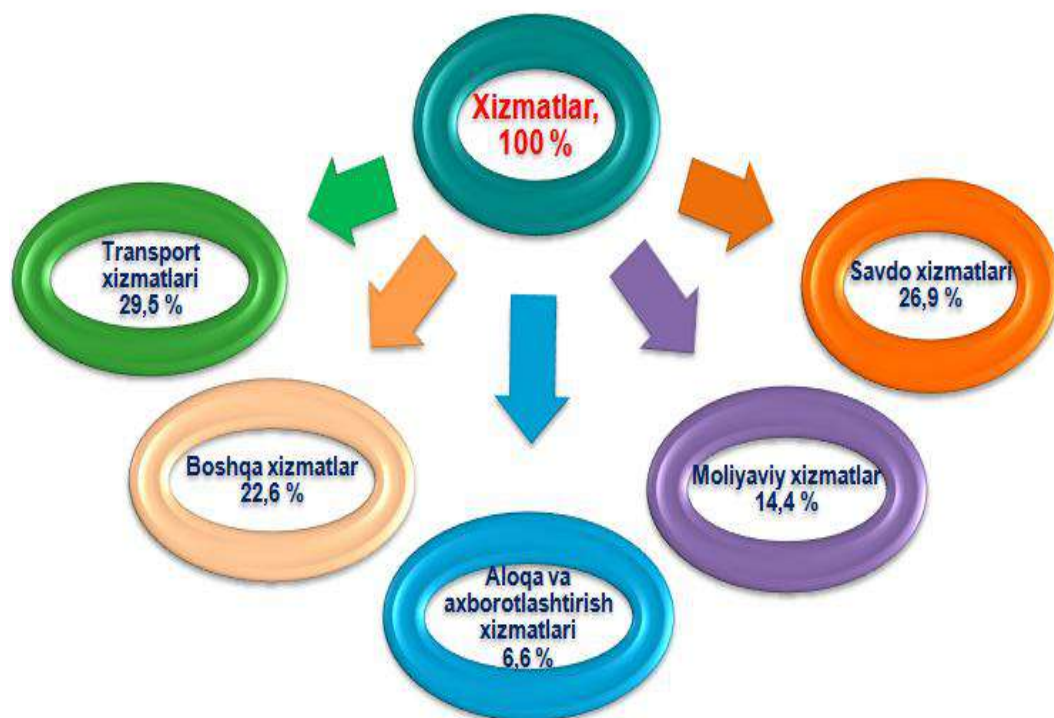 Xizmatlar,
100 %
Transport
xizmatlari
29,5 %
Savdo xizmatlari
26,9 %
Boshqa xizmatlar
22,6 %
Moliyaviy xizmatlar
14,4 %
Aloqa va
axborotlashtirish
xizmatlari
6,6 %